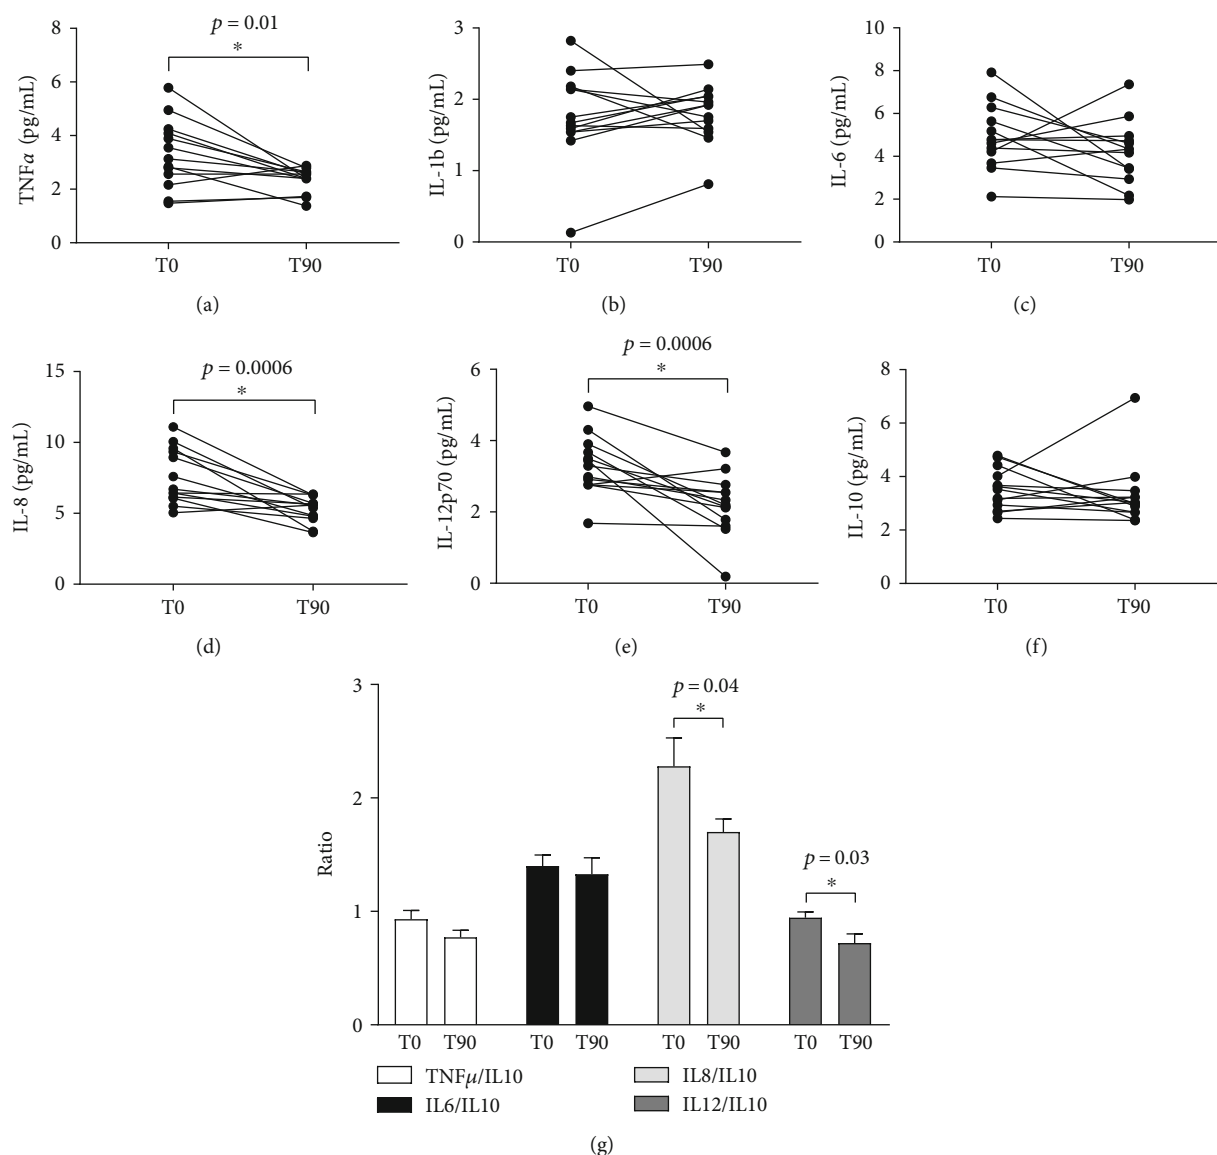 p = 0.01
*
TNFα (pg/mL)
8
6
4
2
0
T0 T90
(a)
IL-1b (pg/mL)
3
2
1
0
T0 T90
(b)
IL-6 (pg/mL)
10
8
6
4
2
0
T0 T90
(c)
p = 0.0006
*
IL-8 (pg/mL)
15
10
5
0
T0 T90
(d)
p = 0.0006
*
IL-12p70 (pg/mL)
6
4
2
0
T0 T90
(e)
IL-10 (pg/mL)
8
6
4
2
0
T0 T90
(f)
Ratio
3
2
1
0
p = 0.04
*
p = 0.03
*
T0 T90 T0 T90 T0 T90 T0 T90
TNFμ/IL10
IL6/IL10
IL8/IL10
IL12/IL10
(g)